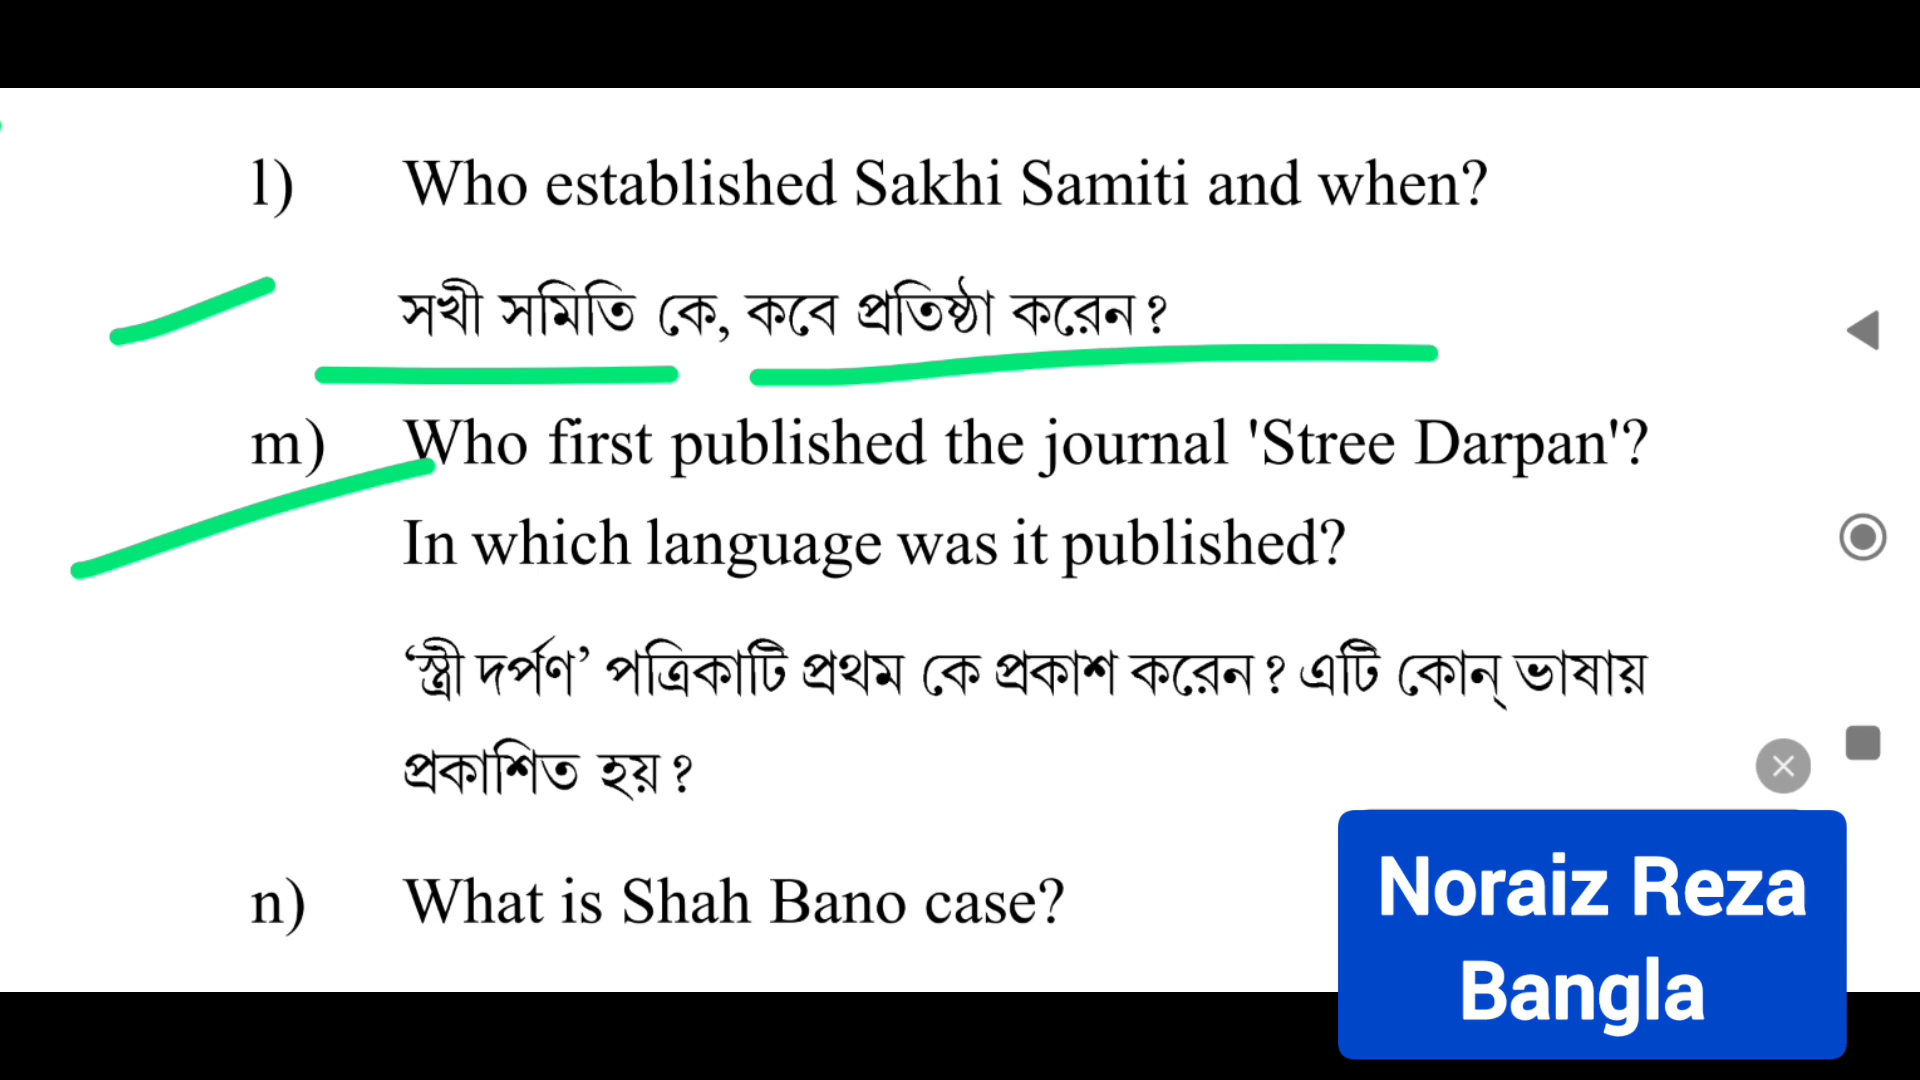 l) Who established Sakhi Samiti and when?
সখী সমিতি কে, কবে প্রতিষ্ঠা করেন ?
m) Who first published the journal 'Stree Darpan'?
In which language was it published?
‘স্ত্রী দর্পণ’ পত্রিকাটি প্রথম কে প্রকাশ করেন ? এটি কোন্ ভাষায়
প্রকাশিত হয় ?
n) What is Shah Bano case?
Noraiz Reza
Bangla